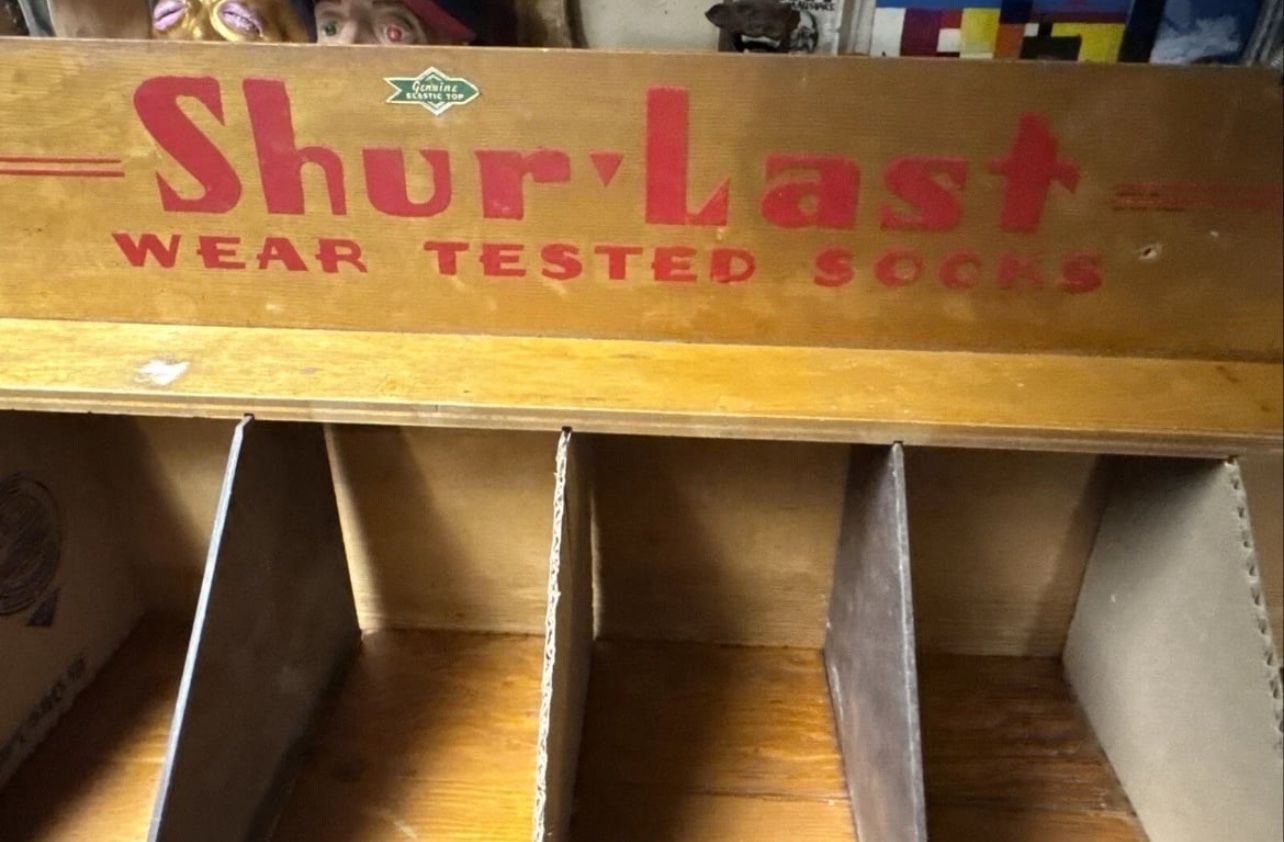 Genuine
ELASTIC TOP
Shur·Last
WEAR TESTED SOCKS